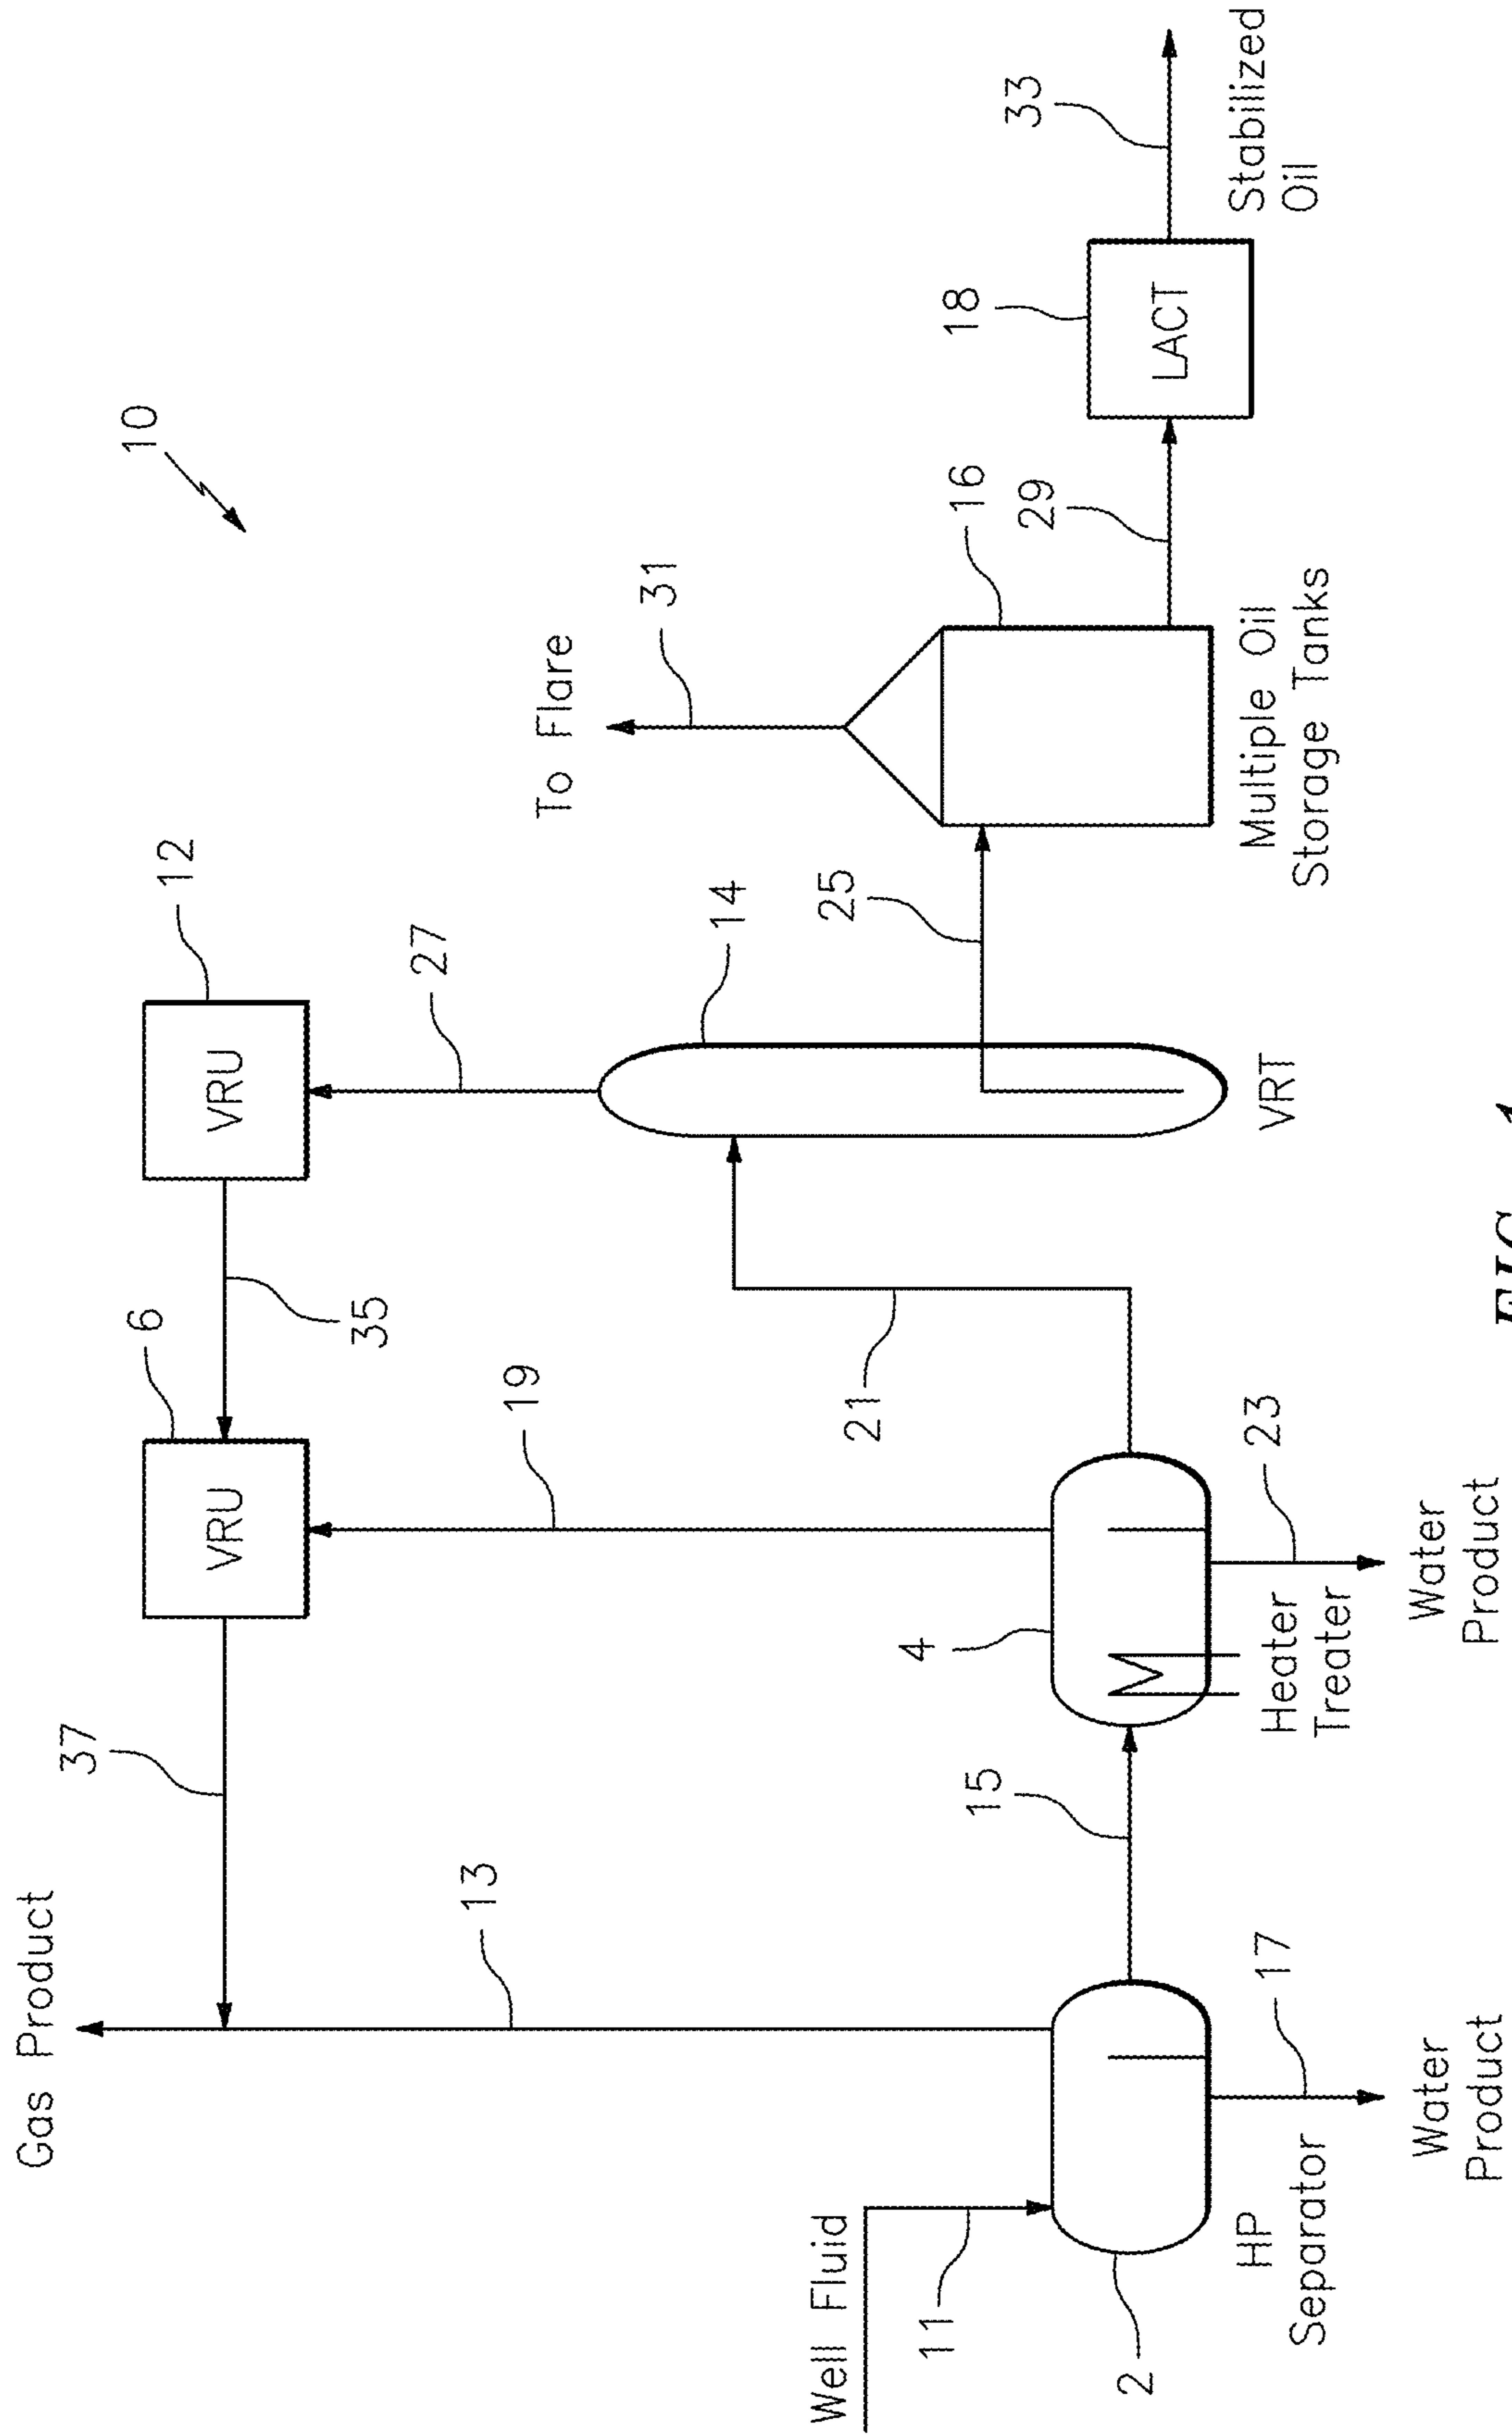 10
Gas Product
37
6
VRU
35
12
VRU
13
19
27
To Flare
31
Well Fluid
11
2
HP
Separator
17
Water
Product
15
4
Heater
Treater
23
Water
Product
21
14
VRT
25
16
Multiple Oil
Storage Tanks
29
18
LACT
33
Stabilized
Oil